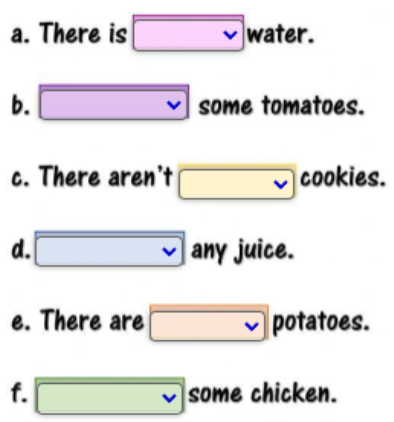 a. There is water.
b. some tomatoes.
c. There aren't cookies.
d. any juice.
e. There are potatoes.
f. some chicken.